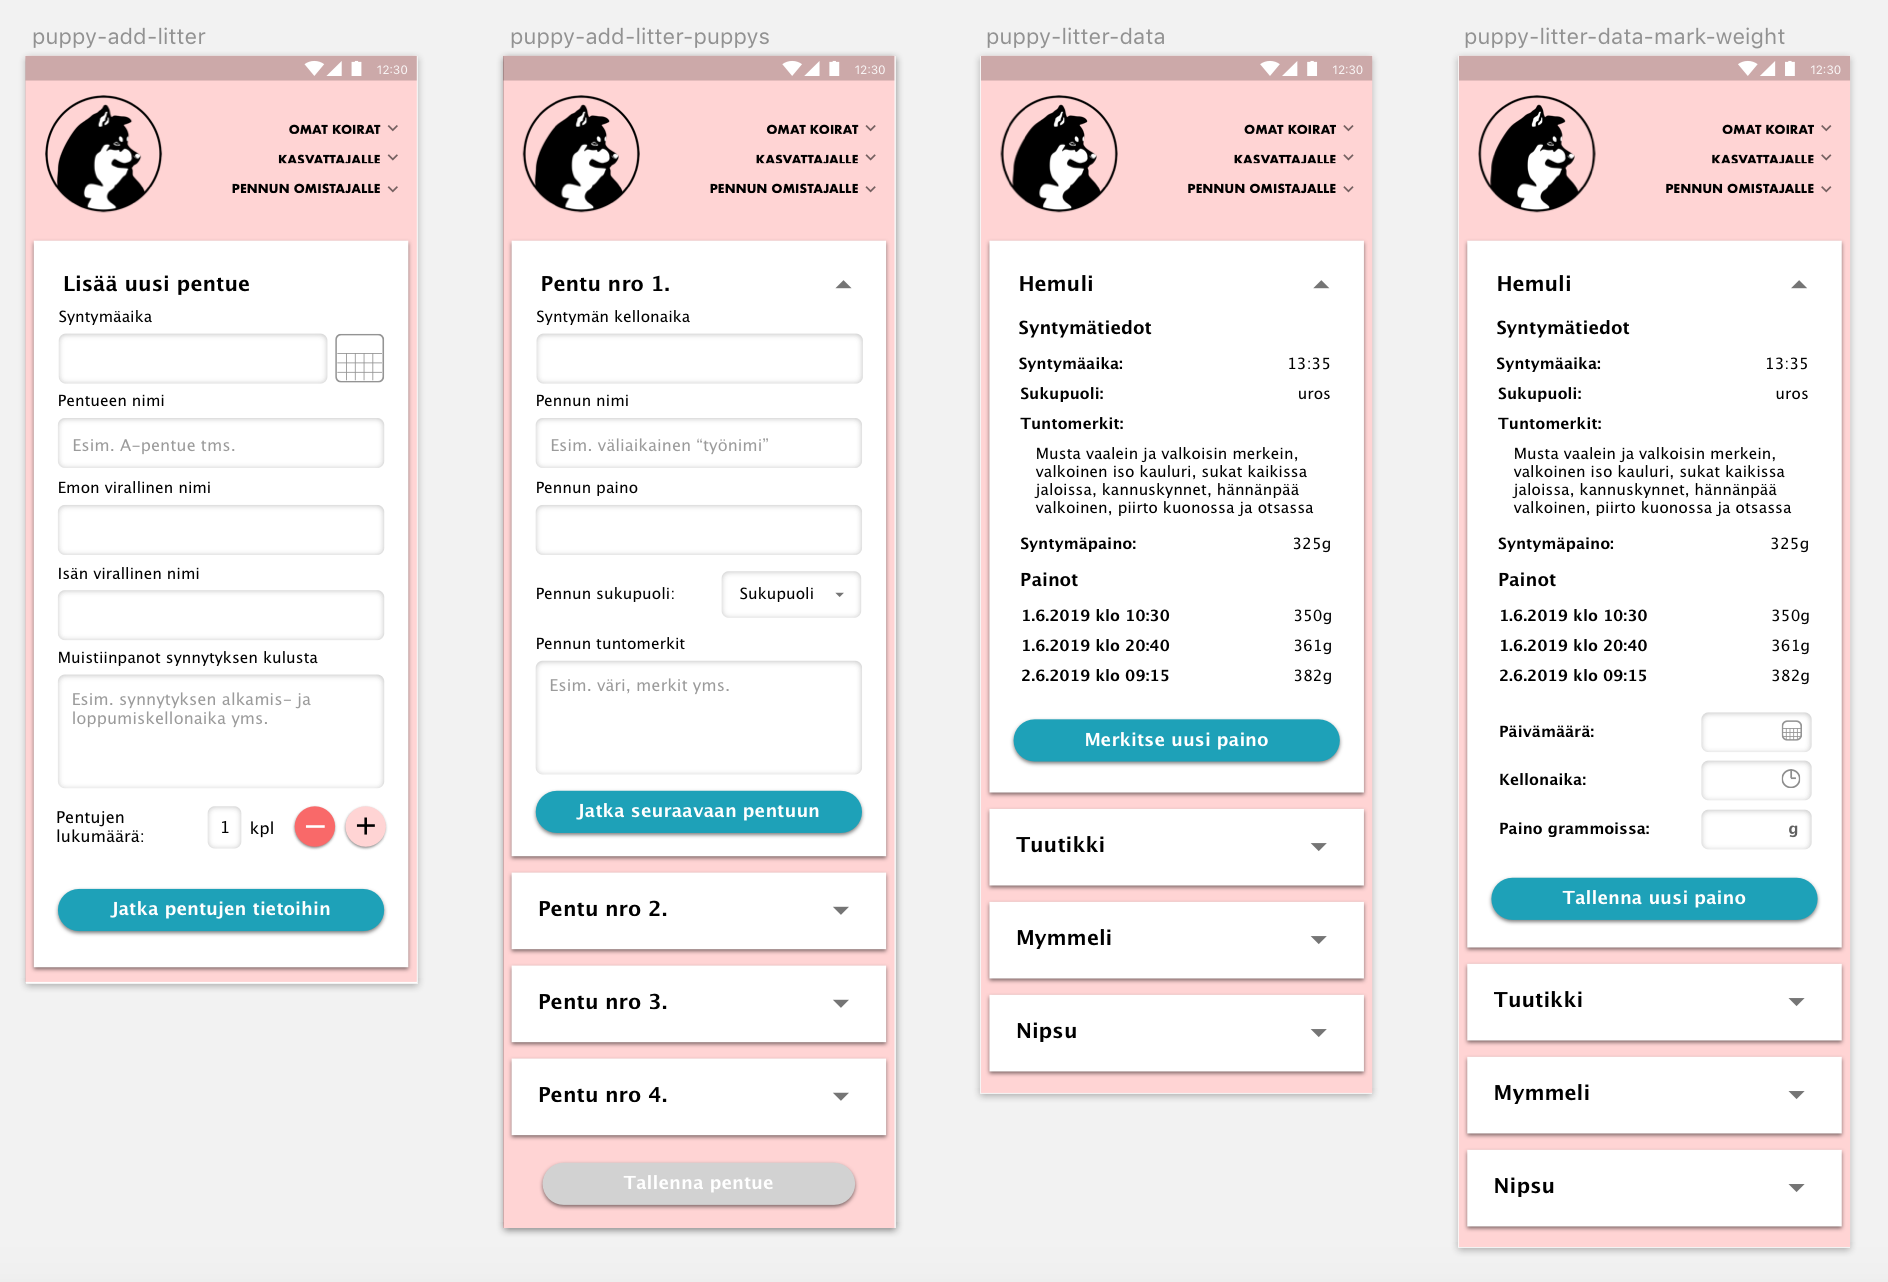 puppy-add-litter
12:30
OMAT KOIRAT
KASVATTAJALLE
PENNUN OMISTAJALLE
Lisää uusi pentue
Syntymäaika
Pentueen nimi
Esim. A-pentue tms.
Emon virallinen nimi
Isän virallinen nimi
Muistiinpanot synnytyksen kulusta
Esim. synnytyksen alkamis- ja
loppumiskellonaika yms.
Pentujen
lukumäärä:
1 kpl
Jatka pentujen tietoihin
puppy-add-litter-puppys
12:30
OMAT KOIRAT
KASVATTAJALLE
PENNUN OMISTAJALLE
Pentu nro 1.
Syntymän kellonaika
Pennun nimi
Esim. väliaikainen “työnimi”
Pennun paino
Pennun sukupuoli: Sukupuoli
Pennun tuntomerkit
Esim. väri, merkit yms.
Jatka seuraavaan pentuun
Pentu nro 2.
Pentu nro 3.
Pentu nro 4.
Tallenna pentue
puppy-litter-data
12:30
OMAT KOIRAT
KASVATTAJALLE
PENNUN OMISTAJALLE
Hemuli
Syntymätiedot
Syntymäaika: 13:35
Sukupuoli: uros
Tuntomerkit:
Musta vaalein ja valkoisin merkein,
valkoinen iso kauluri, sukat kaikissa
jaloissa, kannuskynnet, hännänpää
valkoinen, piirto kuonossa ja otsassa
Syntymäpaino: 325g
Painot
1.6.2019 klo 10:30 350g
1.6.2019 klo 20:40 361g
2.6.2019 klo 09:15 382g
Merkitse uusi paino
Tuutikki
Mymmeli
Nipsu
puppy-litter-data-mark-weight
12:30
OMAT KOIRAT
KASVATTAJALLE
PENNUN OMISTAJALLE
Hemuli
Syntymätiedot
Syntymäaika: 13:35
Sukupuoli: uros
Tuntomerkit:
Musta vaalein ja valkoisin merkein,
valkoinen iso kauluri, sukat kaikissa
jaloissa, kannuskynnet, hännänpää
valkoinen, piirto kuonossa ja otsassa
Syntymäpaino: 325g
Painot
1.6.2019 klo 10:30 350g
1.6.2019 klo 20:40 361g
2.6.2019 klo 09:15 382g
Päivämäärä:
Kellonaika:
Paino grammoissa: g
Tallenna uusi paino
Tuutikki
Mymmeli
Nipsu